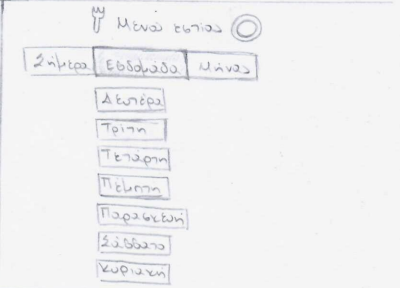 Μενού εστίας
Σήμερα Εβδομάδα Μήνας
Δευτέρα
Τρίτη
Τετάρτη
Πέμπτη
Παρασκευή
Σάββατο
Κυριακή